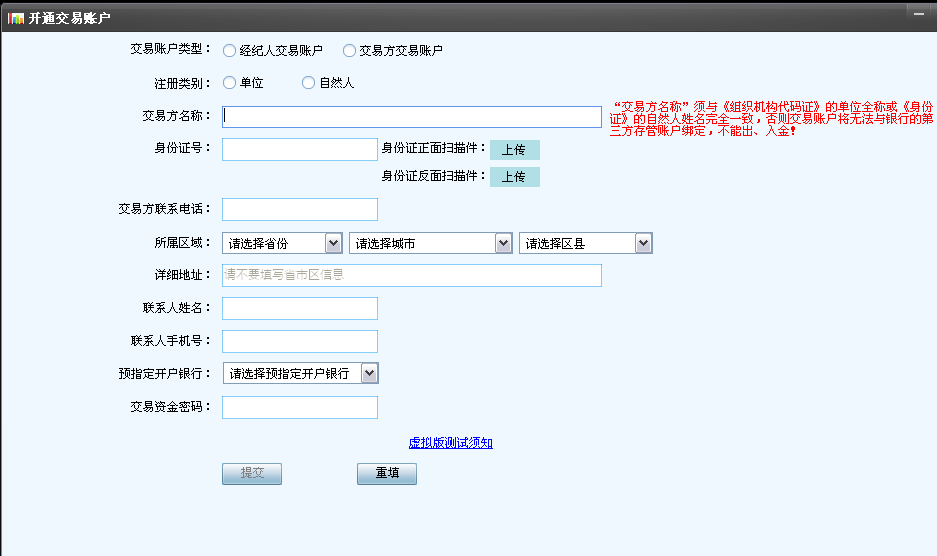 开通交易账户
交易账户类型： 经纪人交易账户 交易方交易账户
注册类别： 单位 自然人
交易方名称：
“交易方名称”须与《组织机构代码证》的单位全称或《身份
证》的自然人姓名完全一致，否则交易账户将无法与银行的第
三方存管账户绑定，不能出、入金！
身份证号： 身份证正面扫描件： 上传
身份证反面扫描件： 上传
交易方联系电话：
所属区域： 请选择省份 请选择城市 请选择区县
详细地址： 请不要填写省市区信息
联系人姓名：
联系人手机号：
预指定开户银行： 请选择预指定开户银行
交易资金密码：
虚拟版测试须知
提交 重填